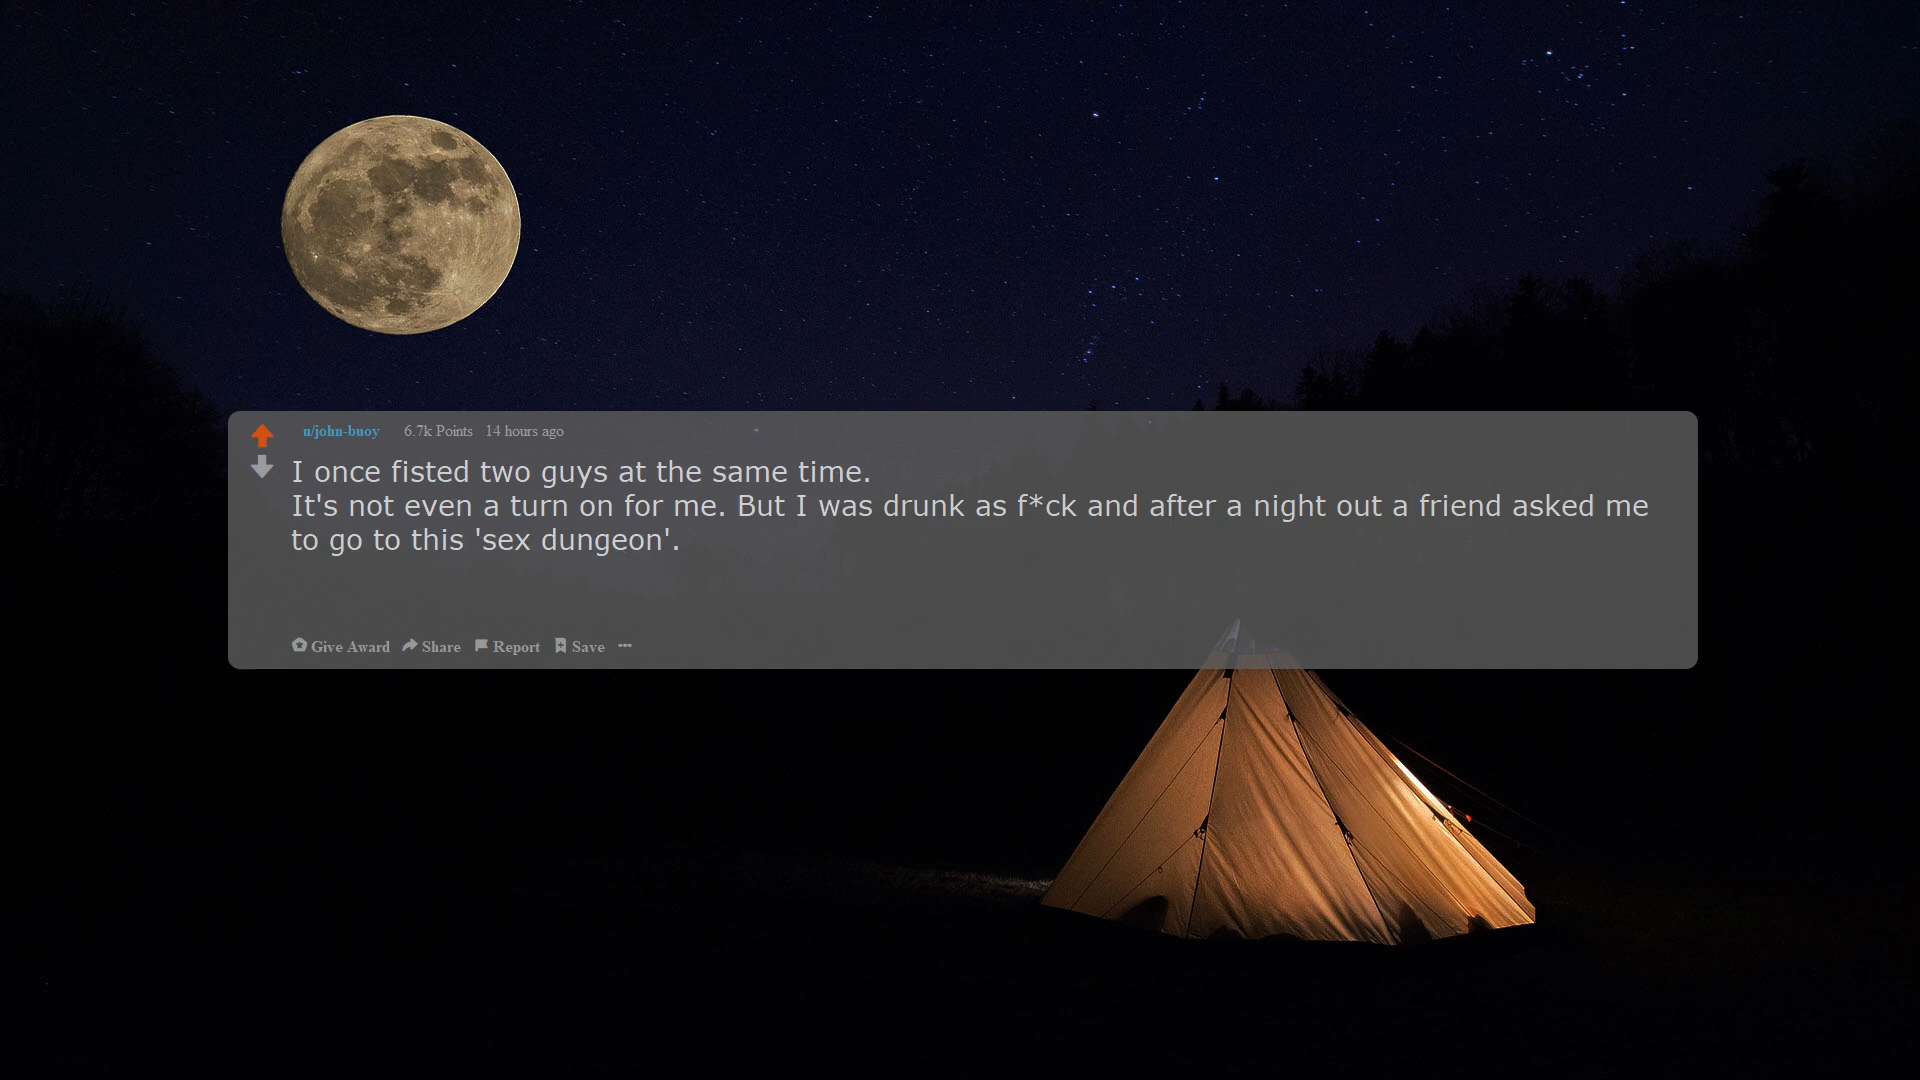 u/john-buoy 6.7k Points 14 hours ago
I once fisted two guys at the same time.
It's not even a turn on for me. But I was drunk as f*ck and after a night out a friend asked me
to go to this 'sex dungeon'.
Give Award Share Report Save ...